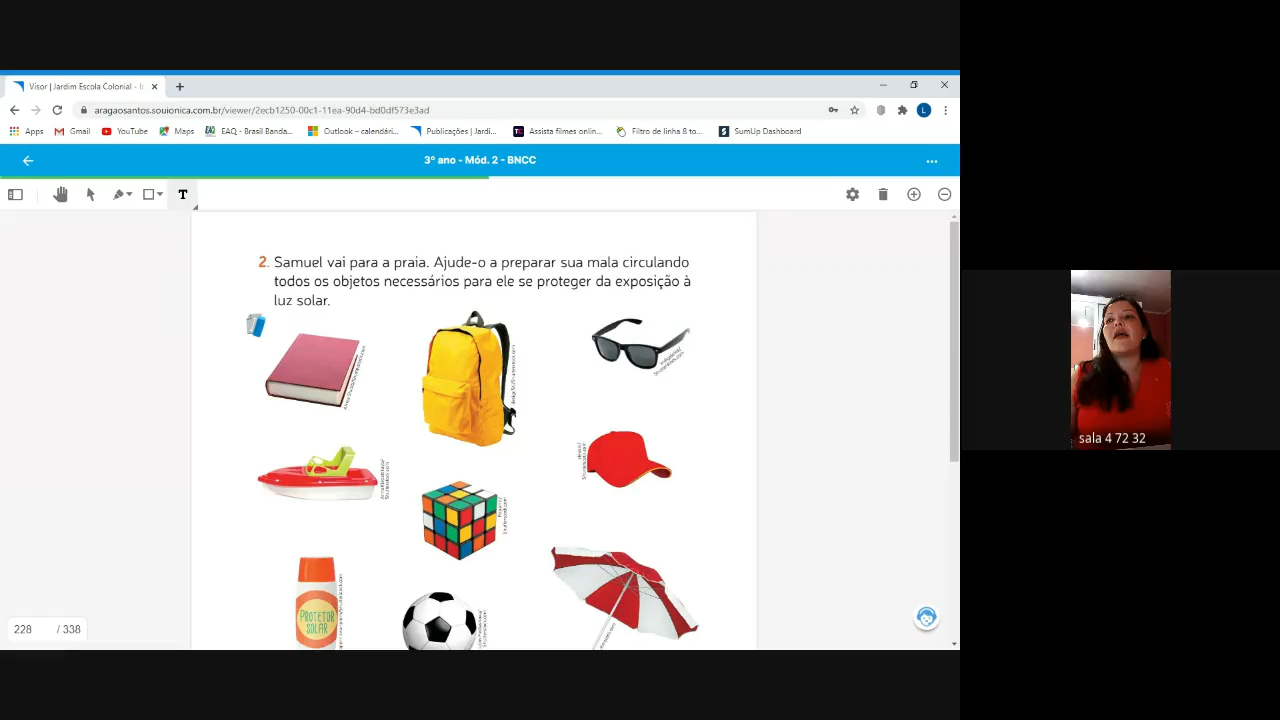 Visor | Jardim Escola Colonial - I
aragaosantos.souionica.com.br/viewer/2ecb1250-00c1-11ea-90d4-bd0df573e3ad
Apps Gmail YouTube Maps EAQ - Brasil Banda... Outlook – calendári... Publicações | Jardi... Assista filmes onlin... Filtro de linha 8 to... SumUp Dashboard
3º ano - Mód. 2 - BNCC
T
2. Samuel vai para a praia. Ajude-o a preparar sua mala circulando
todos os objetos necessários para ele se proteger da exposição à
luz solar.
PROTETOR
SOLAR
228 / 338
sala 4 72 32